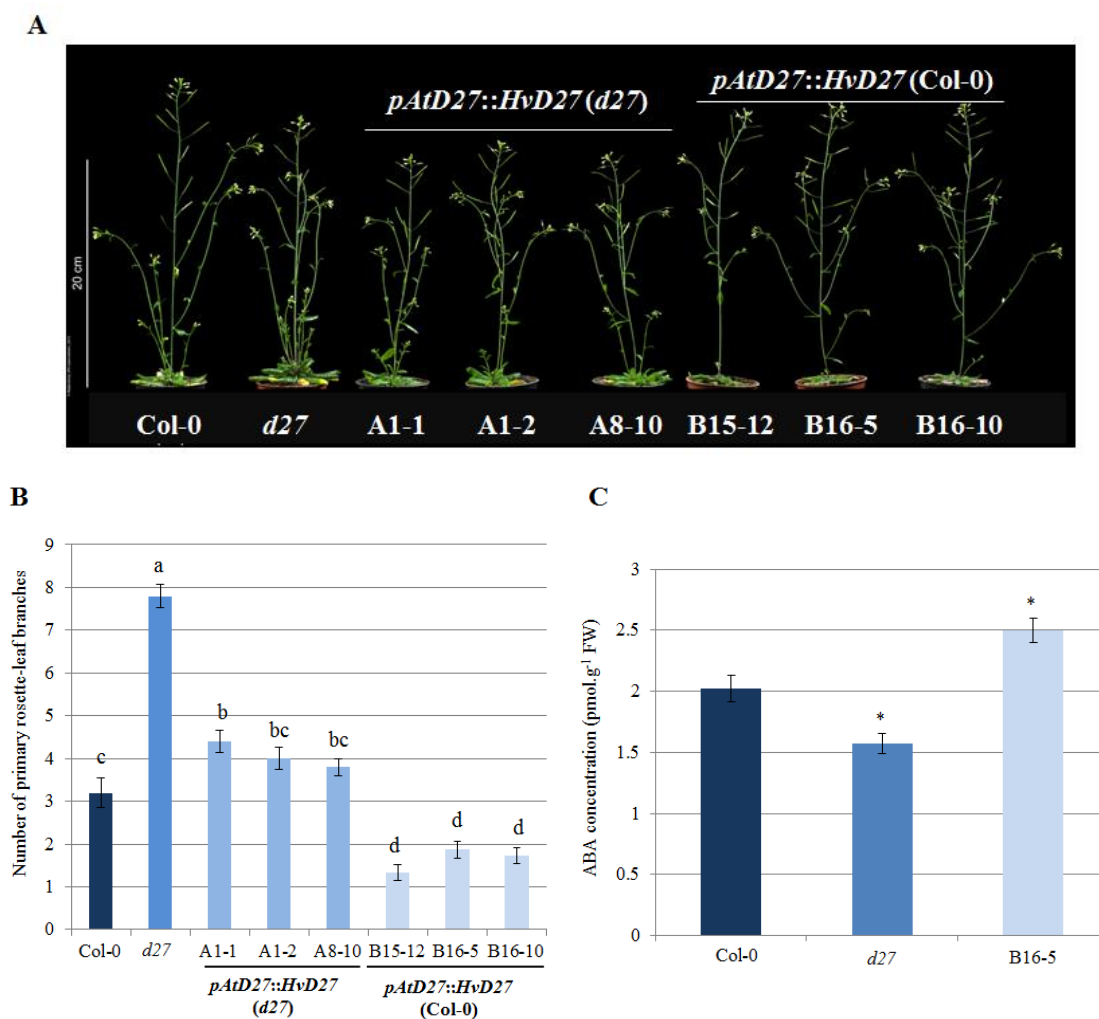 A
pAtD27::HvD27 (d27)
pAtD27::HvD27 (Col-0)
20 cm
Col-0
d27
A1-1
A1-2
A8-10
B15-12
B16-5
B16-10
B
Number of primary rosette-leaf branches
9
8
7
6
5
4
3
2
1
0
c
a
b
bc
bc
d
d
d
Col-0
d27
A1-1
A1-2
A8-10
B15-12
B16-5
B16-10
pAtD27::HvD27
(d27)
pAtD27::HvD27
(Col-0)
C
ABA concentration (pmol.g⁻¹ FW)
3
2.5
2
1.5
1
0.5
0
*
*
Col-0
d27
B16-5